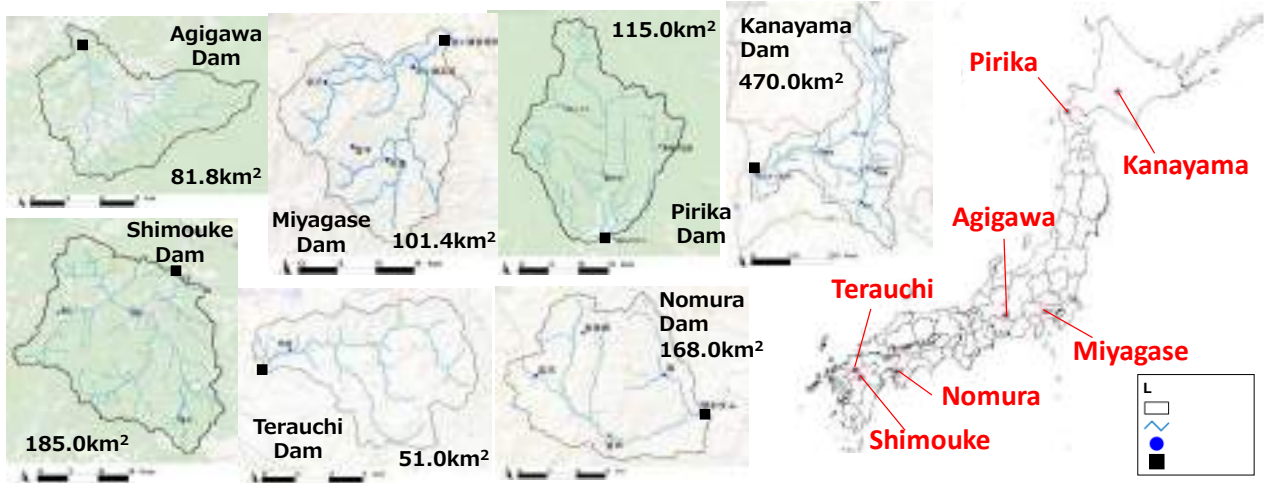 Agigawa
Dam
81.8km²
Miyagase
Dam
101.4km²
115.0km²
Pirika
Dam
Kanayama
Dam
470.0km²
Shimouke
Dam
185.0km²
Terauchi
Dam
51.0km²
Nomura
Dam
168.0km²
Pirika
Kanayama
Agigawa
Terauchi
Miyagase
Nomura
Shimouke
L